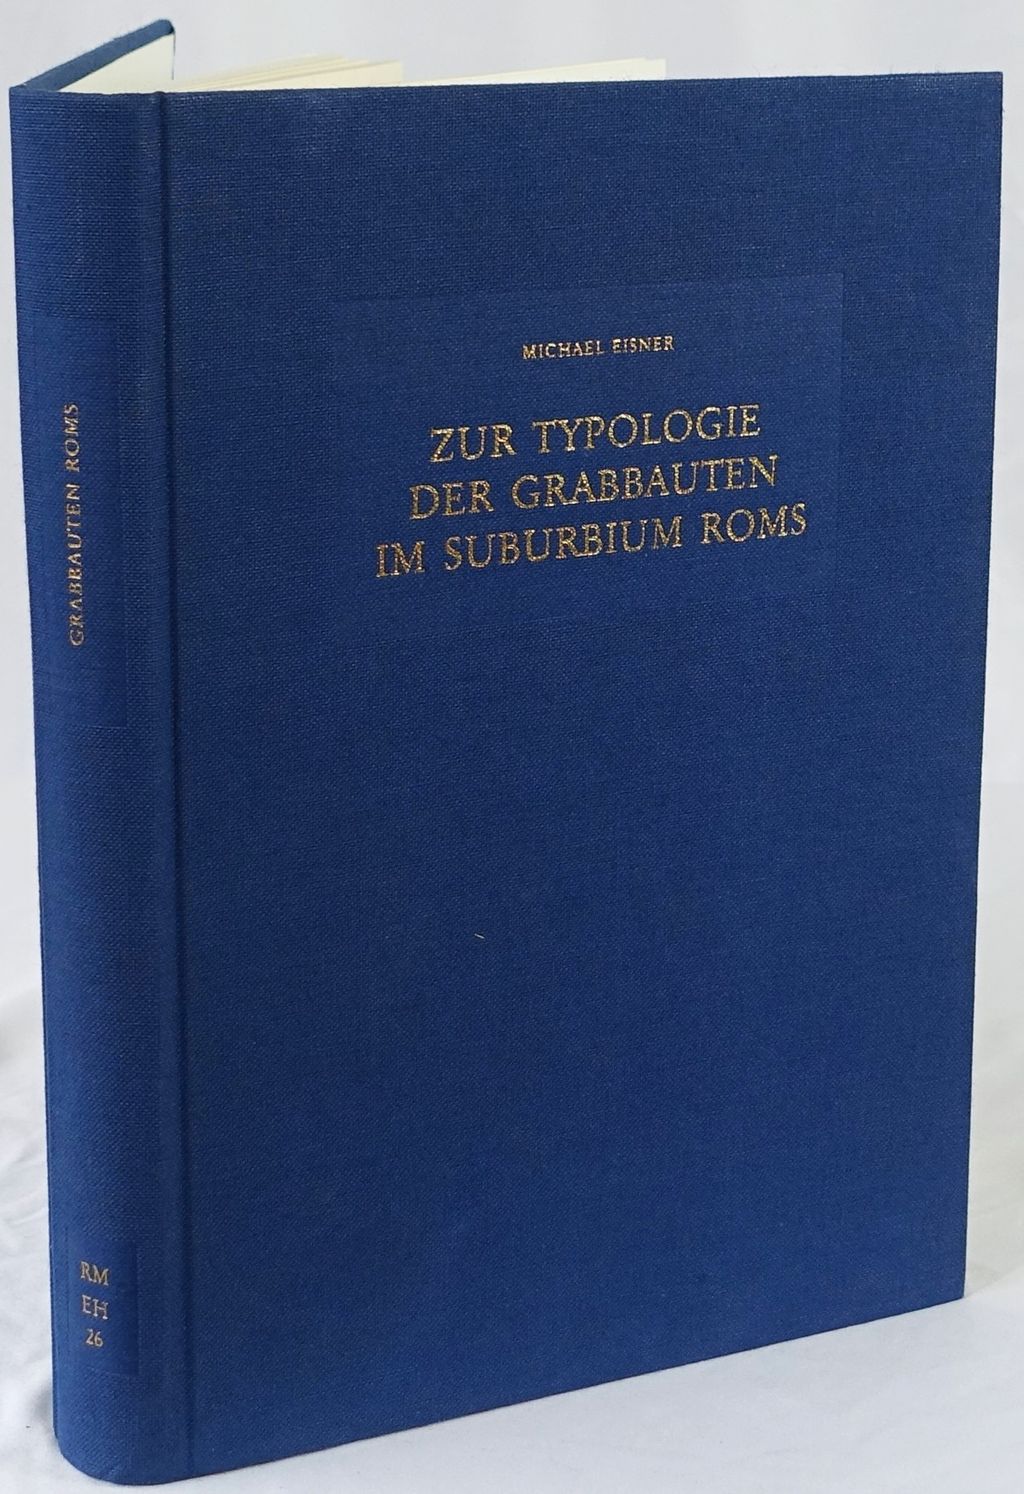 MICHAEL EISNER
ZUR TYPOLOGIE
DER GRABBAUTEN
IM SUBURBIUM ROMS
GRABBAUTEN ROMS
RM
EH
26